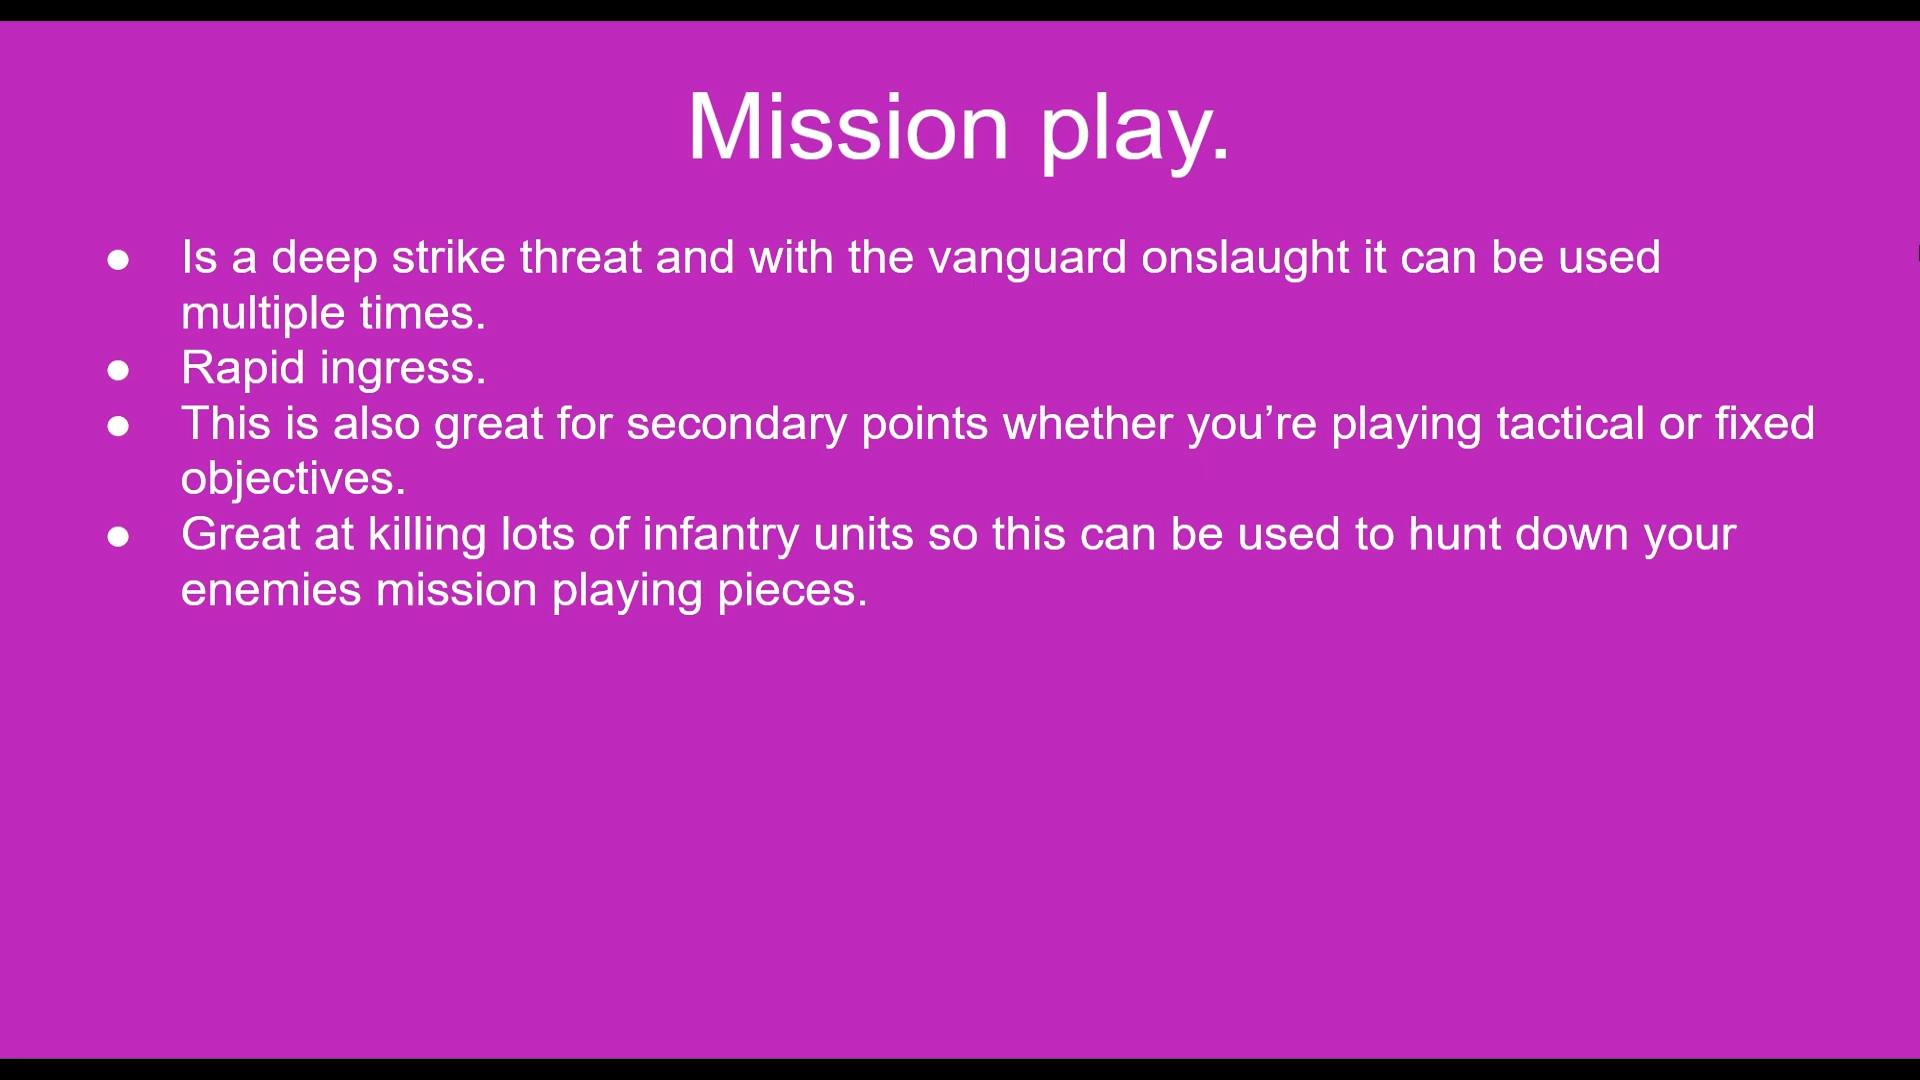 Mission play.
● Is a deep strike threat and with the vanguard onslaught it can be used
multiple times.
● Rapid ingress.
● This is also great for secondary points whether you’re playing tactical or fixed
objectives.
● Great at killing lots of infantry units so this can be used to hunt down your
enemies mission playing pieces.